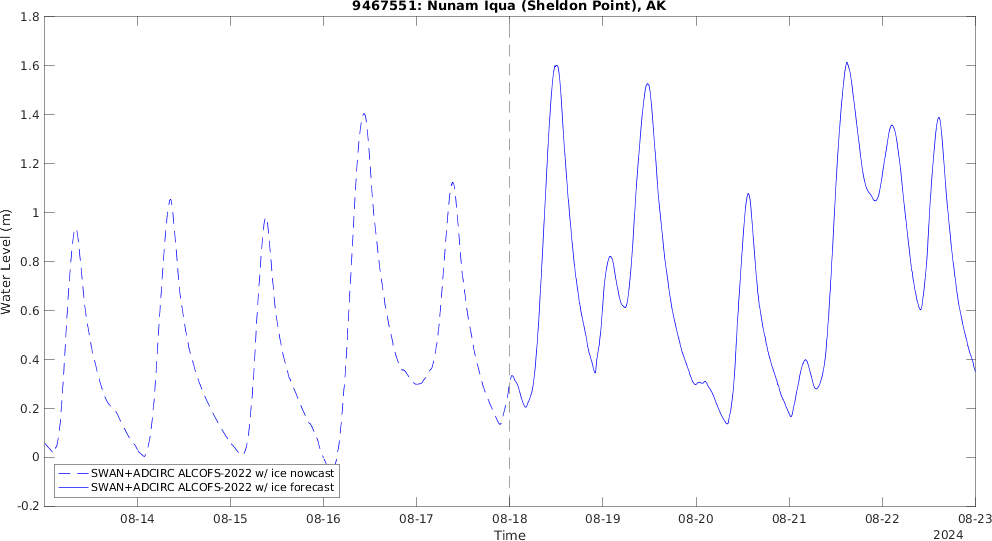 9467551: Nunam Iqua (Sheldon Point), AK
1.8
1.6
1.4
1.2
1
0.8
0.6
0.4
0.2
0
-0.2
Water Level (m)
SWAN+ADCIRC ALCOFS-2022 w/ ice nowcast
SWAN+ADCIRC ALCOFS-2022 w/ ice forecast
08-14 08-15 08-16 08-17 08-18 08-19 08-20 08-21 08-22 08-23
Time
2024